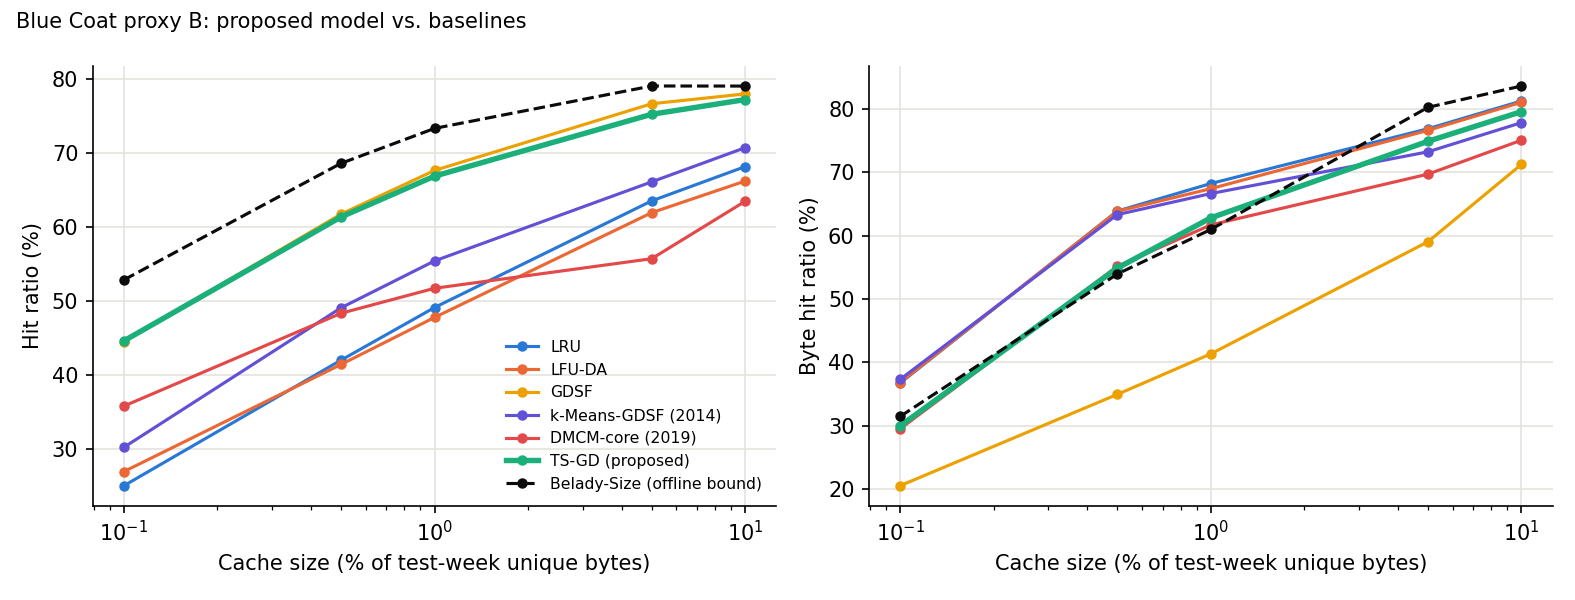 Blue Coat proxy B: proposed model vs. baselines
Hit ratio (%)
80
70
60
50
40
30
LRU
LFU-DA
GDSF
k-Means-GDSF (2014)
DMCM-core (2019)
TS-GD (proposed)
Belady-Size (offline bound)
10⁻¹ 10⁰ 10¹
Cache size (% of test-week unique bytes)
Byte hit ratio (%)
80
70
60
50
40
30
20
10⁻¹ 10⁰ 10¹
Cache size (% of test-week unique bytes)